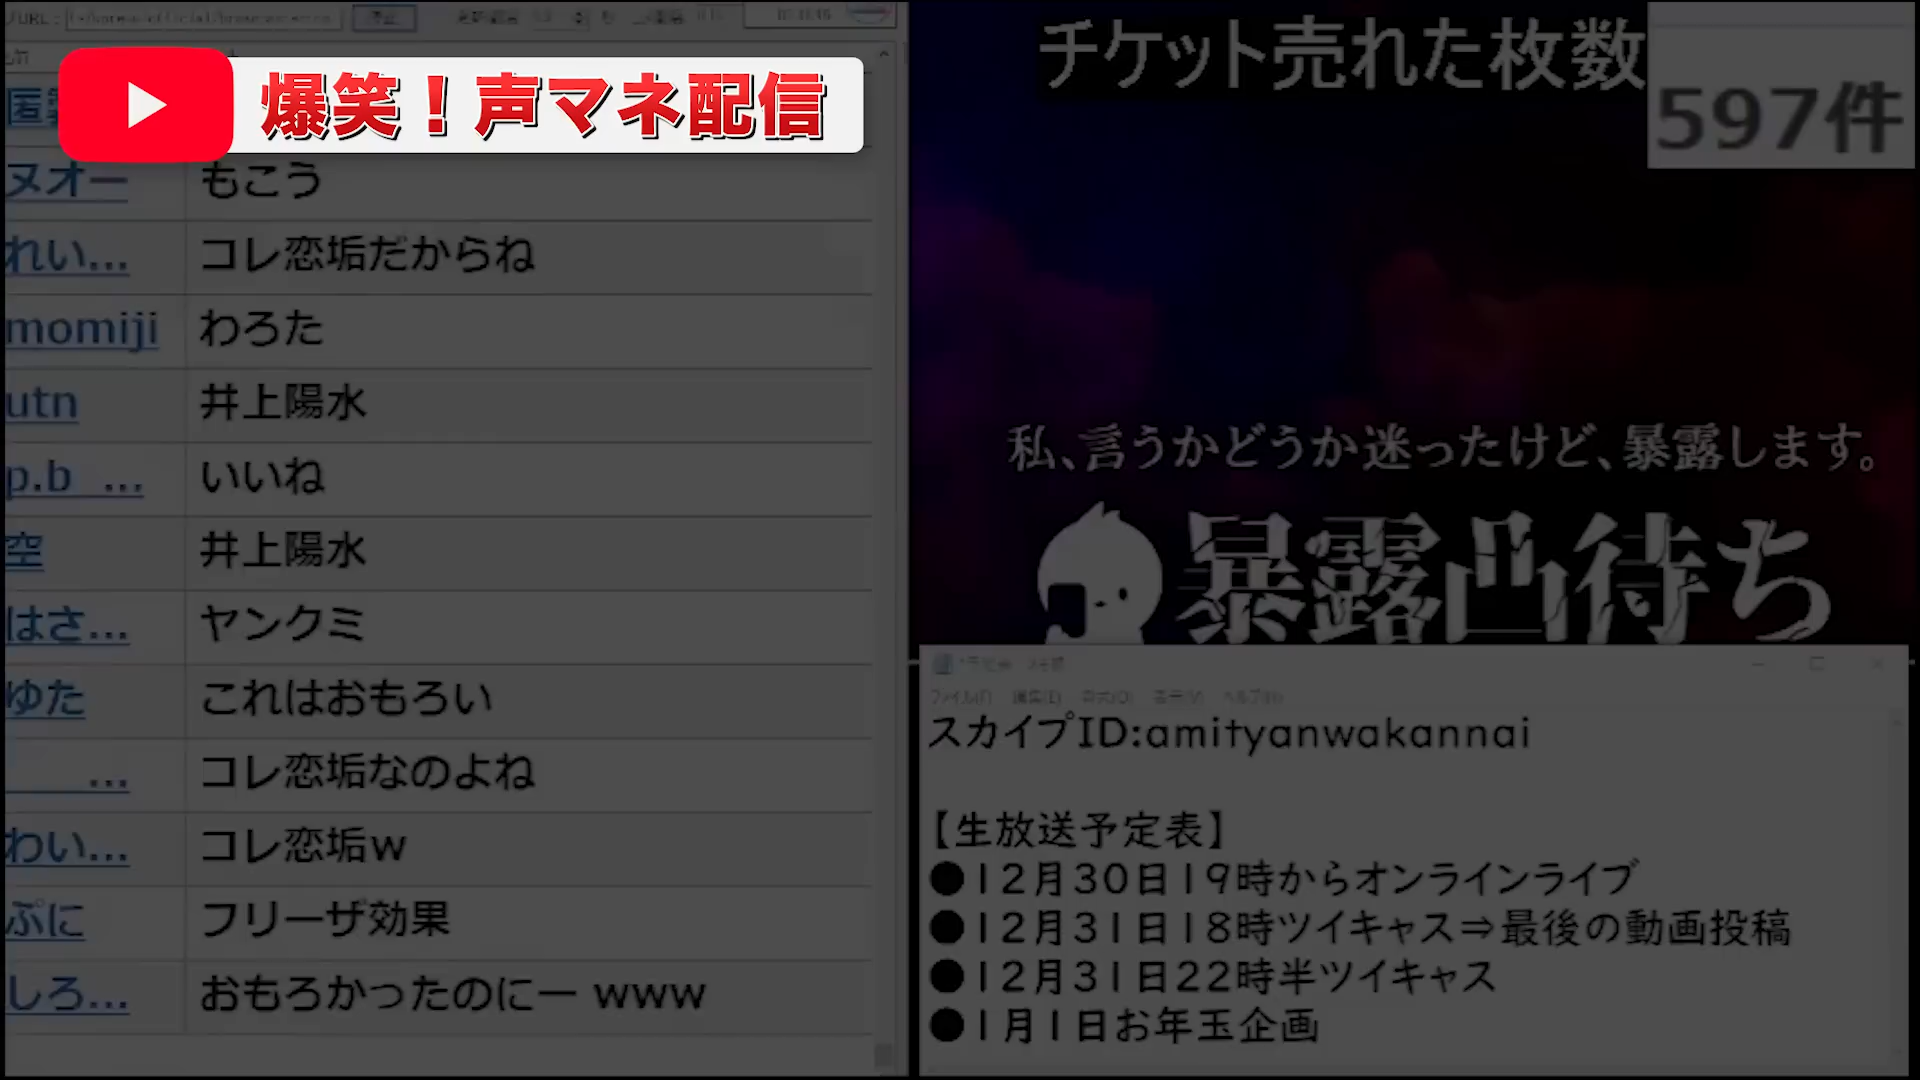 URL:
爆笑！声マネ配信
チケット売れた枚数
597件
ヌオー もこう
れい... コレ恋垢だからね
momiji わろた
utn 井上陽水
p.b ... いいね
空 井上陽水
はさ... ヤンクミ
ゆた これはおもろい
... コレ恋垢なのよね
わい... コレ恋垢w
ぷに フリーザ効果
しろ... おもろかったのにー www
私、言うかどうか迷ったけど、暴露します。
暴露凸待ち
スカイプID:amityanwakannai
【生放送予定表】
●12月30日19時からオンラインライブ
●12月31日18時ツイキャス⇒最後の動画投稿
●12月31日22時半ツイキャス
●1月1日お年玉企画